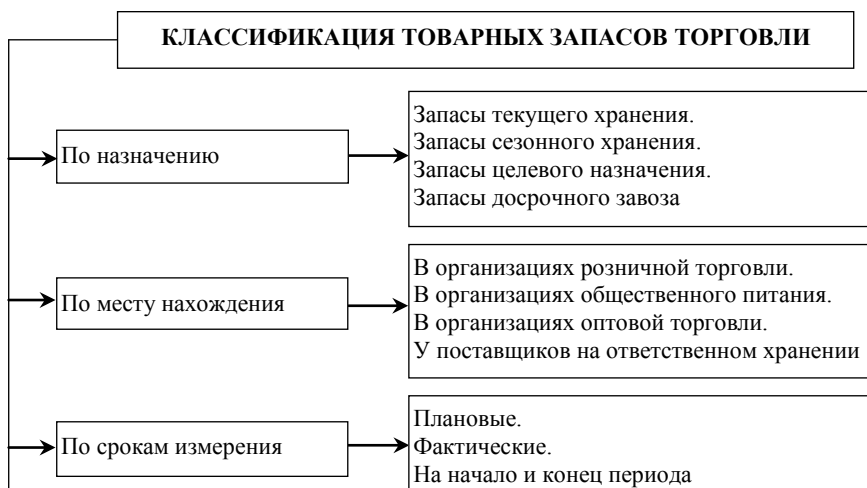 КЛАССИФИКАЦИЯ ТОВАРНЫХ ЗАПАСОВ ТОРГОВЛИ
По назначению
Запасы текущего хранения.
Запасы сезонного хранения.
Запасы целевого назначения.
Запасы досрочного завоза
По месту нахождения
В организациях розничной торговли.
В организациях общественного питания.
В организациях оптовой торговли.
У поставщиков на ответственном хранении
По срокам измерения
Плановые.
Фактические.
На начало и конец периода